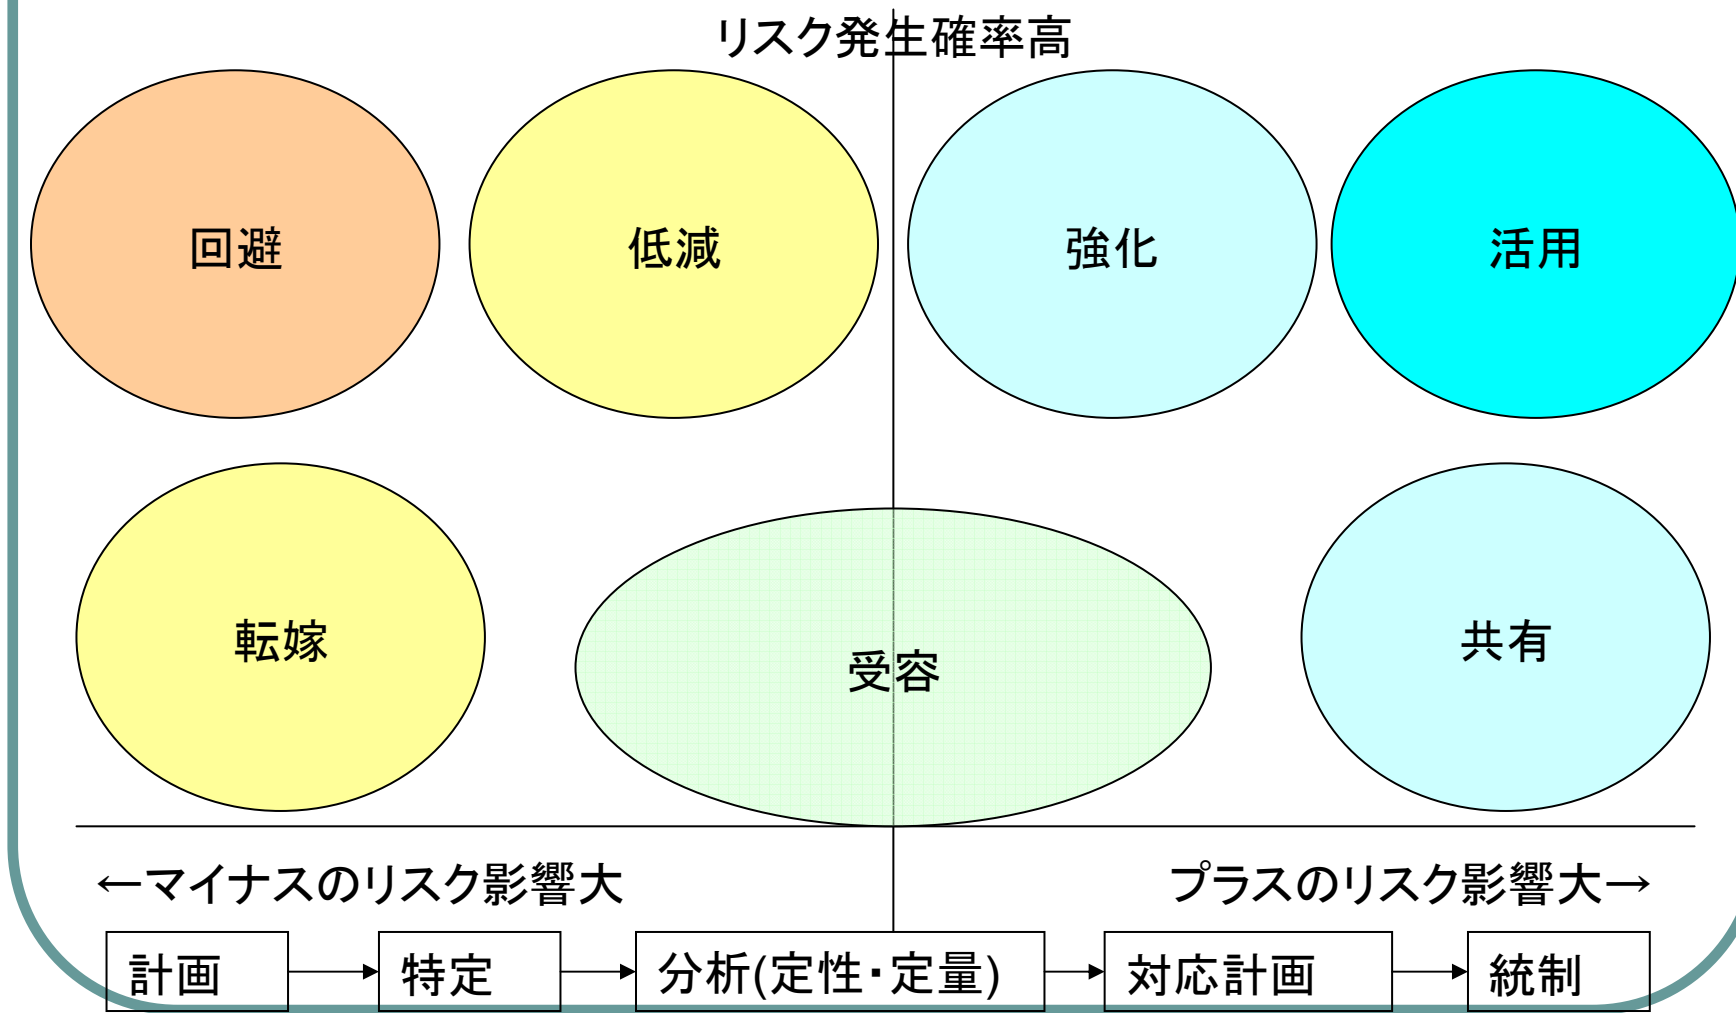 リスク発生確率高
回避
低減
強化
活用
転嫁
受容
共有
←マイナスのリスク影響大
プラスのリスク影響大→
計画
特定
分析(定性・定量)
対応計画
統制